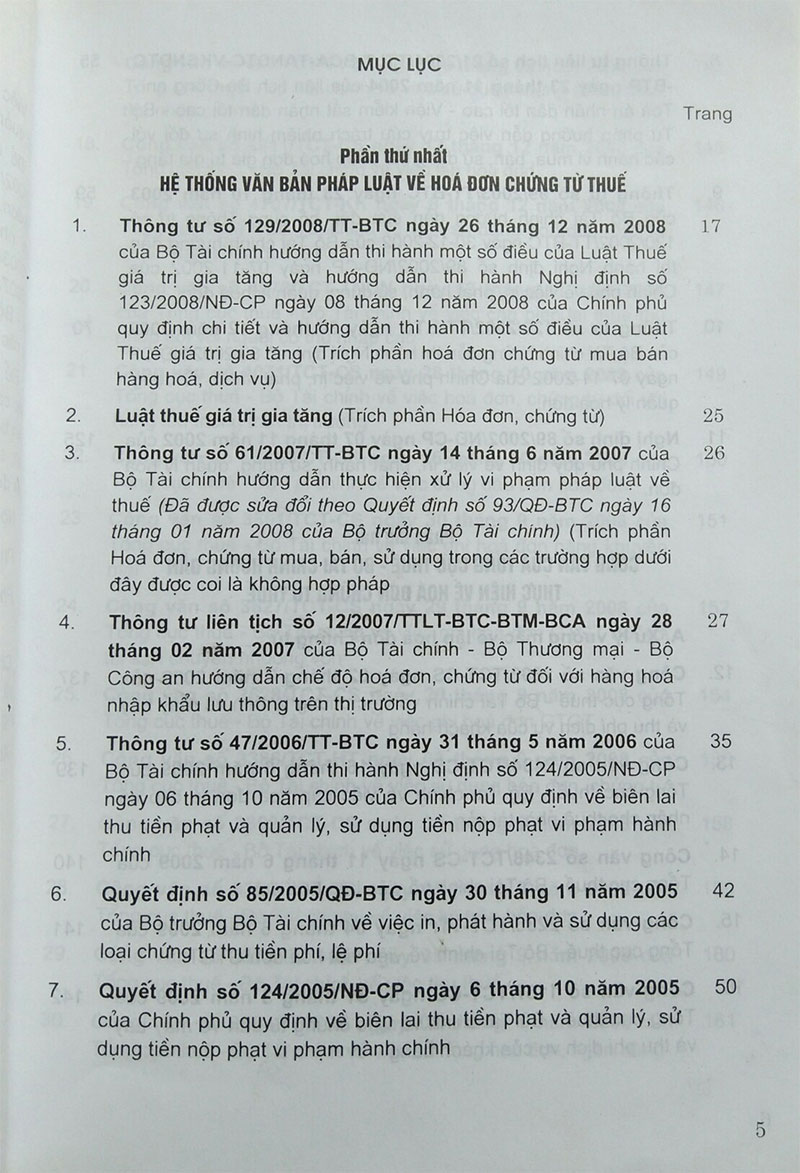 MỤC LỤC
Trang
Phần thứ nhất
HỆ THỐNG VĂN BẢN PHÁP LUẬT VỀ HOÁ ĐƠN CHỨNG TỪ THUẾ
1. Thông tư số 129/2008/TT-BTC ngày 26 tháng 12 năm 2008 17
của Bộ Tài chính hướng dẫn thi hành một số điều của Luật Thuế
giá trị gia tăng và hướng dẫn thi hành Nghị định số
123/2008/NĐ-CP ngày 08 tháng 12 năm 2008 của Chính phủ
quy định chi tiết và hướng dẫn thi hành một số điều của Luật
Thuế giá trị gia tăng (Trích phần hoá đơn chứng từ mua bán
hàng hoá, dịch vụ)
2. Luật thuế giá trị gia tăng (Trích phần Hóa đơn, chứng từ) 25
3. Thông tư số 61/2007/TT-BTC ngày 14 tháng 6 năm 2007 của 26
Bộ Tài chính hướng dẫn thực hiện xử lý vi phạm pháp luật về
thuế (Đã được sửa đổi theo Quyết định số 93/QĐ-BTC ngày 16
tháng 01 năm 2008 của Bộ trưởng Bộ Tài chính) (Trích phần
Hoá đơn, chứng từ mua, bán, sử dụng trong các trường hợp dưới
đây được coi là không hợp pháp
4. Thông tư liên tịch số 12/2007/TTLT-BTC-BTM-BCA ngày 28 27
tháng 02 năm 2007 của Bộ Tài chính - Bộ Thương mại - Bộ
Công an hướng dẫn chế độ hoá đơn, chứng từ đối với hàng hoá
nhập khẩu lưu thông trên thị trường
5. Thông tư số 47/2006/TT-BTC ngày 31 tháng 5 năm 2006 của 35
Bộ Tài chính hướng dẫn thi hành Nghị định số 124/2005/NĐ-CP
ngày 06 tháng 10 năm 2005 của Chính phủ quy định về biên lai
thu tiền phạt và quản lý, sử dụng tiền nộp phạt vi phạm hành
chính
6. Quyết định số 85/2005/QĐ-BTC ngày 30 tháng 11 năm 2005 42
của Bộ trưởng Bộ Tài chính về việc in, phát hành và sử dụng các
loại chứng từ thu tiền phí, lệ phí
7. Quyết định số 124/2005/NĐ-CP ngày 6 tháng 10 năm 2005 50
của Chính phủ quy định về biên lai thu tiền phạt và quản lý, sử
dụng tiền nộp phạt vi phạm hành chính
5